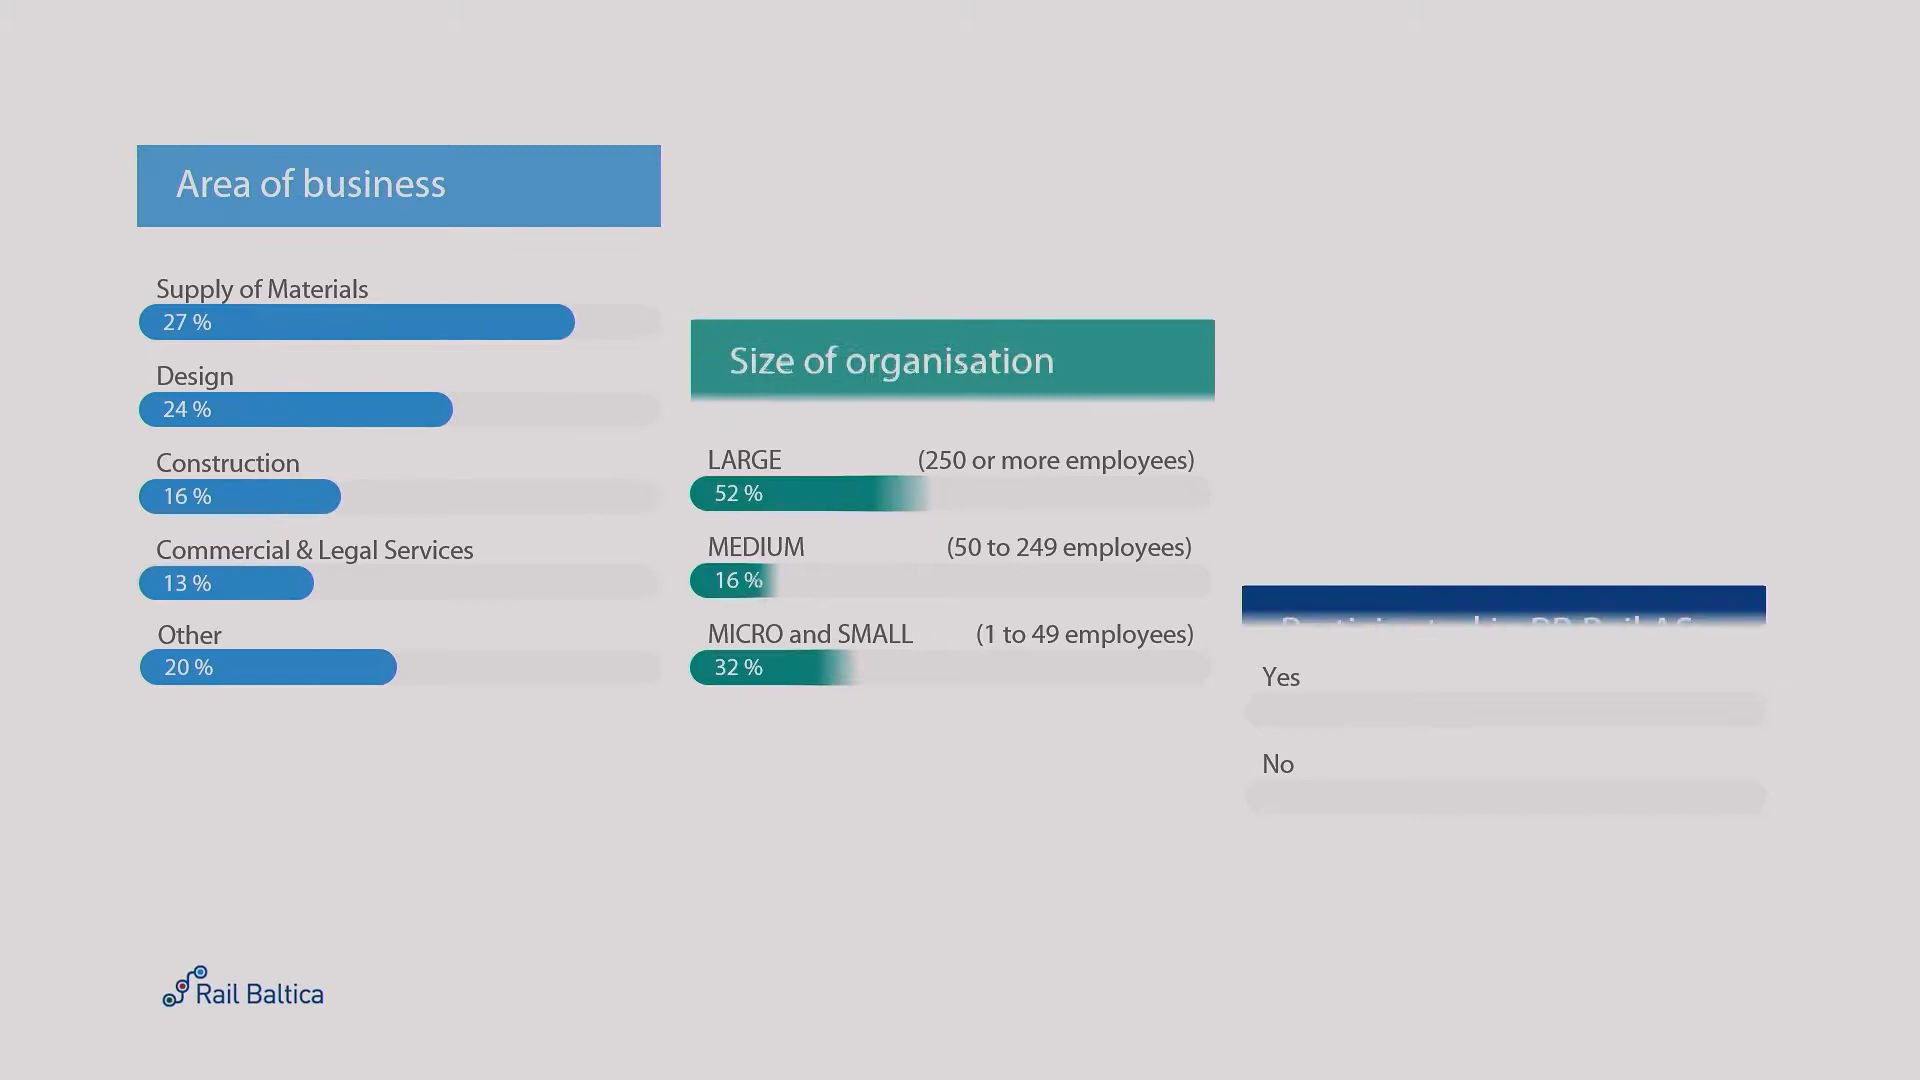 Area of business
Supply of Materials
27 %
Design
24 %
Construction
16 %
Commercial & Legal Services
13 %
Other
20 %
Size of organisation
LARGE (250 or more employees)
52 %
MEDIUM (50 to 249 employees)
16 %
MICRO and SMALL (1 to 49 employees)
32 %
Yes
No
Rail Baltica